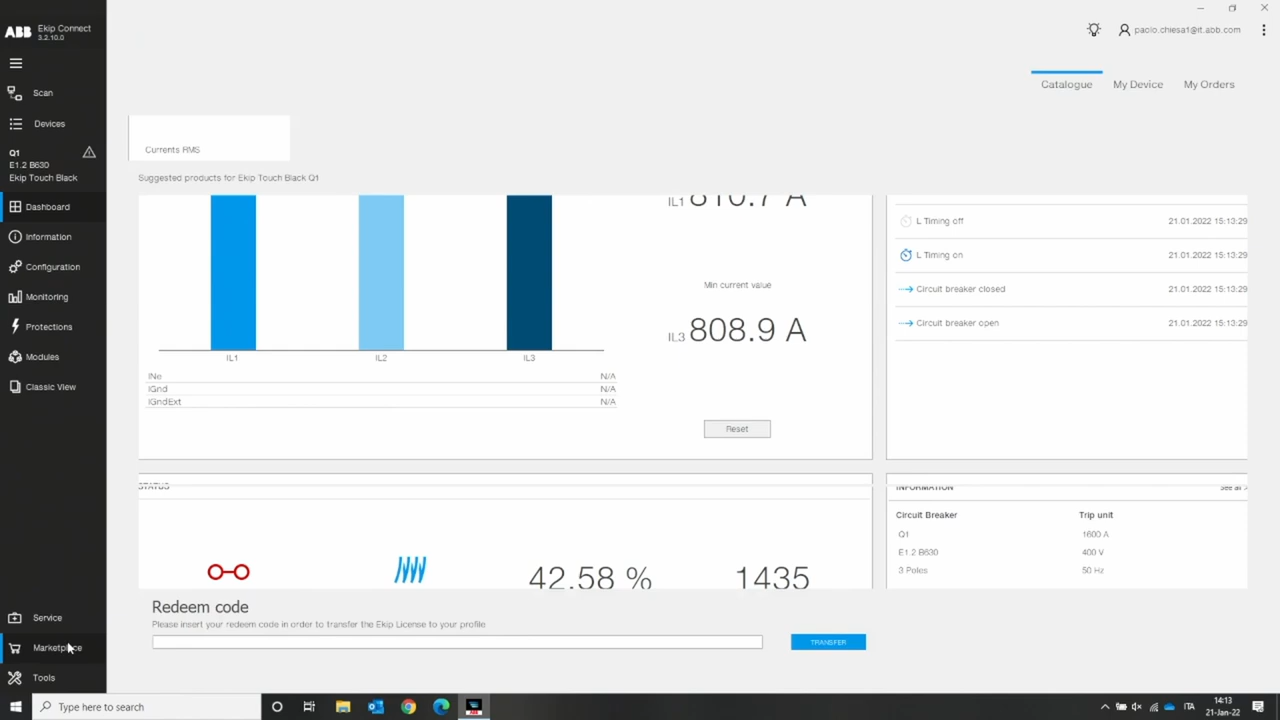 ABB Ekip Connect
3.2.10.0
paolo.chiesa1@it.abb.com
Scan
Devices
Q1
E1.2 B630
Ekip Touch Black
Dashboard
Information
Configuration
Monitoring
Protections
Modules
Classic View
Service
Marketplace
Tools
Catalogue My Device My Orders
Currents RMS
Suggested products for Ekip Touch Black Q1
IL1 810.7 A
Min current value
IL3 808.9 A
IL1 IL2 IL3
INe N/A
IGnd N/A
IGndExt N/A
Reset
L Timing off 21.01.2022 15:13:29
L Timing on 21.01.2022 15:13:29
Circuit breaker closed 21.01.2022 15:13:29
Circuit breaker open 21.01.2022 15:13:29
STATUS
42.58 % 1435
INFORMATION See all >
Circuit Breaker Trip unit
Q1 1600 A
E1.2 B630 400 V
3 Poles 50 Hz
Redeem code
Please insert your redeem code in order to transfer the Ekip License to your profile
TRANSFER
Type here to search
ITA
14:13
21-Jan-22